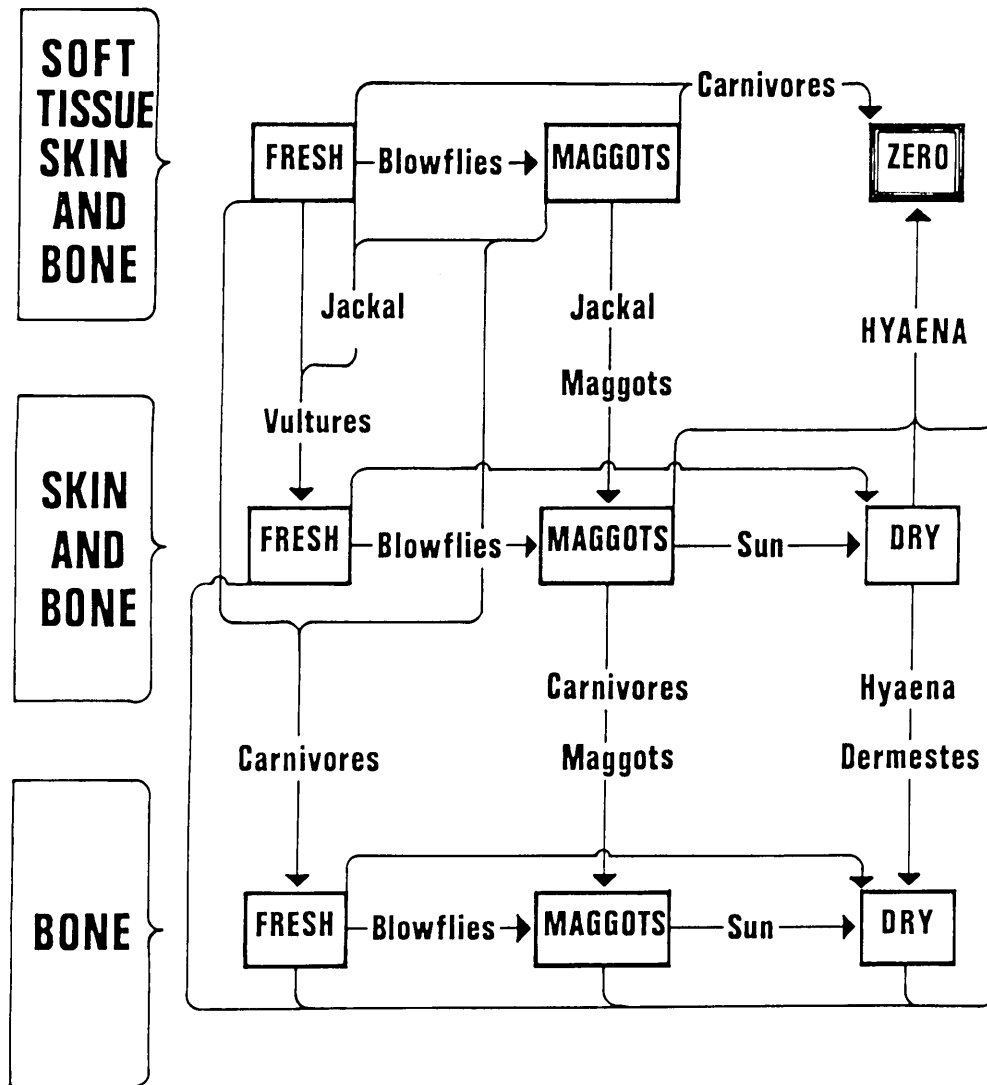 SOFT
TISSUE
SKIN
AND
BONE
Carnivores
FRESH
Blowflies
MAGGOTS
ZERO
Jackal
Jackal
HYAENA
Maggots
Vultures
SKIN
AND
BONE
FRESH
Blowflies
MAGGOTS
Sun
DRY
Carnivores
Hyaena
Carnivores
Maggots
Dermestes
BONE
FRESH
Blowflies
MAGGOTS
Sun
DRY